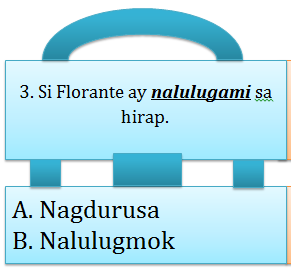 3. Si Florante ay nalulugami sa
hirap.
A. Nagdurusa
B. Nalulugmok